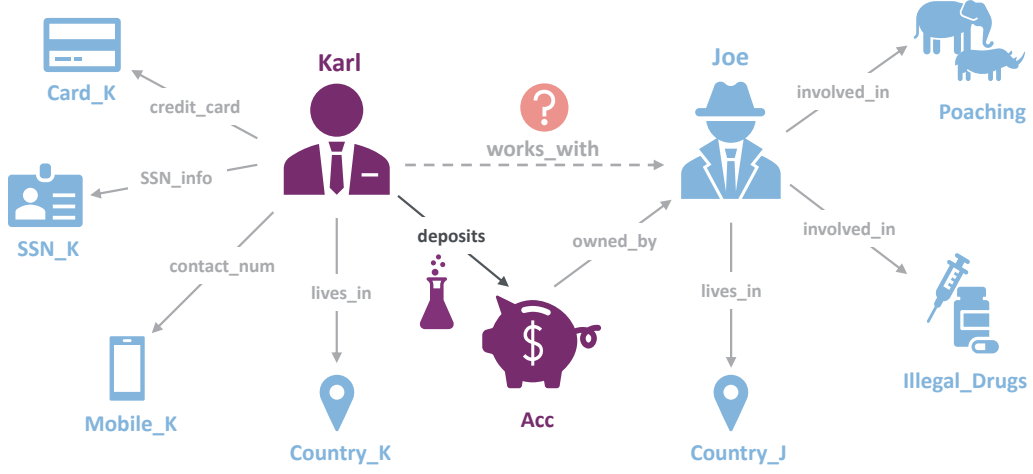 Karl
Joe
Card_K
credit_card
involved_in
Poaching
?
works_with
SSN_info
SSN_K
deposits
owned_by
involved_in
contact_num
lives_in
lives_in
$
Mobile_K
Country_K
Acc
Country_J
Illegal_Drugs